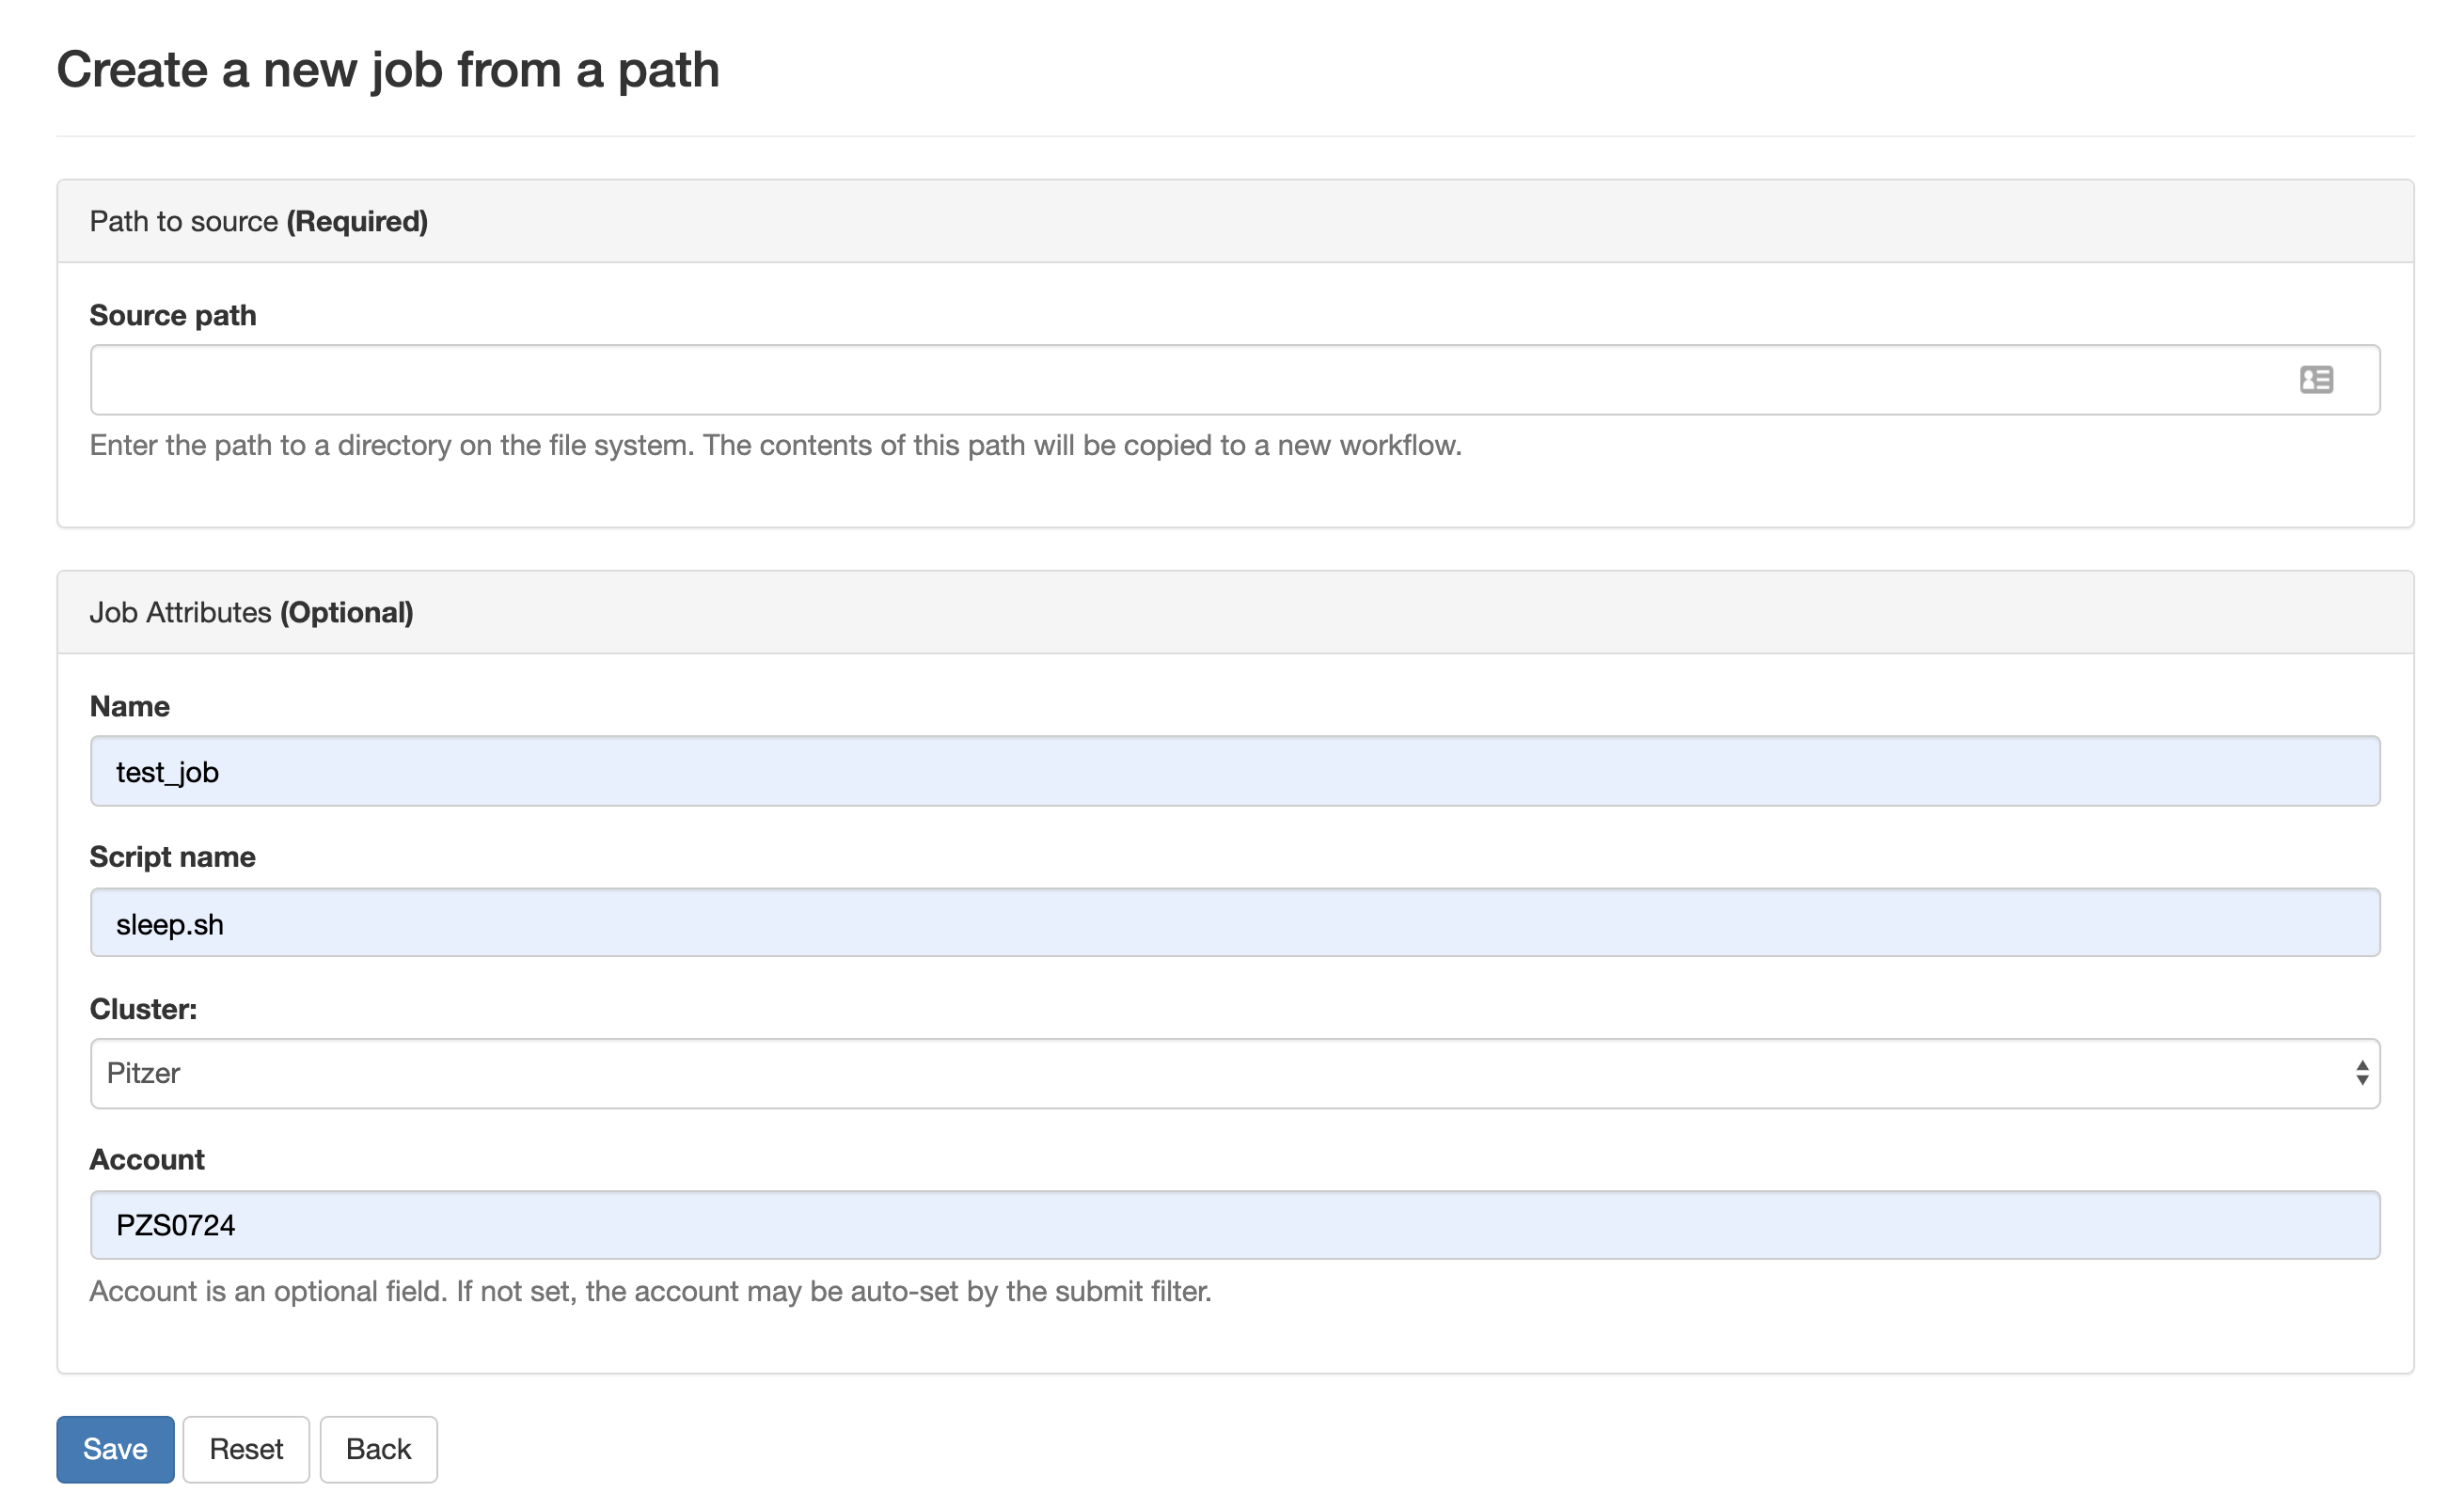 Create a new job from a path
Path to source (Required)
Source path
Enter the path to a directory on the file system. The contents of this path will be copied to a new workflow.
Job Attributes (Optional)
Name
test_job
Script name
sleep.sh
Cluster:
Pitzer
Account
PZS0724
Account is an optional field. If not set, the account may be auto-set by the submit filter.
Save Reset Back